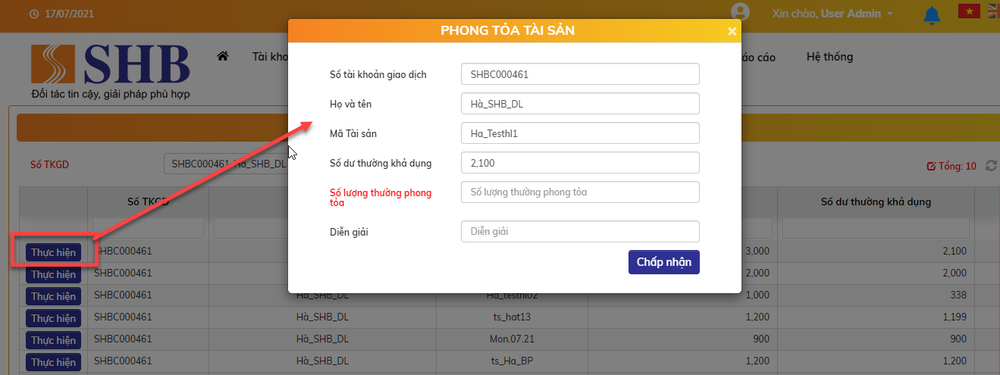 17/07/2021
Xin chào, User Admin
PHONG TỎA TÀI SẢN
×
SHB
Đối tác tin cậy, giải pháp phù hợp
Tài kho
áo cáo
Hệ thống
Số tài khoản giao dịch
SHBC000461
Họ và tên
Hà_SHB_DL
Mã Tài sản
Ha_Testhl1
Số dư thường khả dụng
2,100
Số lượng thường phong
tỏa
Số lượng thường phong tỏa
Diễn giải
Diễn giải
Chấp nhận
Số TKGD
SHBC000461-Hà_SHB_DL
Tổng: 10
Số TKGD
Số dư thường khả dụng
Thực hiện SHBC000461 3,000 2,100
Thực hiện SHBC000461 2,000 2,000
Thực hiện SHBC000461 Hà_SHB_DL Ha_testhl02 1,000 338
Thực hiện SHBC000461 Hà_SHB_DL ts_hat13 1,200 1,199
Thực hiện SHBC000461 Hà_SHB_DL Mon.07.21 900 900
Thực hiện SHBC000461 Hà_SHB_DL ts_Ha_BP 1,200 1,200